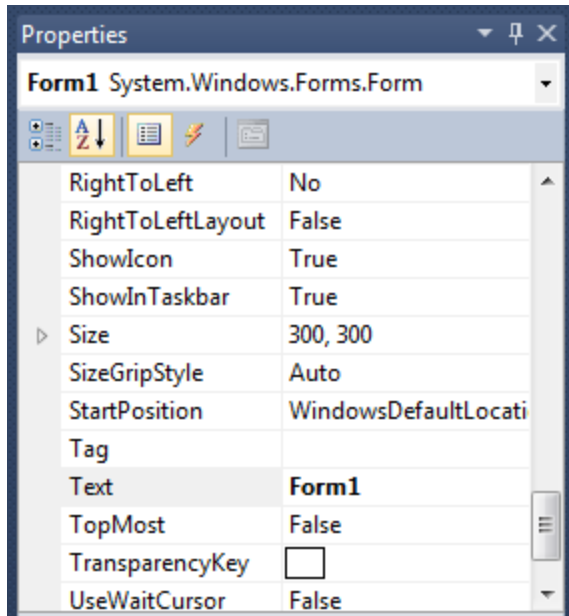 Properties
Form1 System.Windows.Forms.Form
RightToLeft No
RightToLeftLayout False
ShowIcon True
ShowInTaskbar True
Size 300, 300
SizeGripStyle Auto
StartPosition WindowsDefaultLocati
Tag
Text Form1
TopMost False
TransparencyKey
UseWaitCursor False